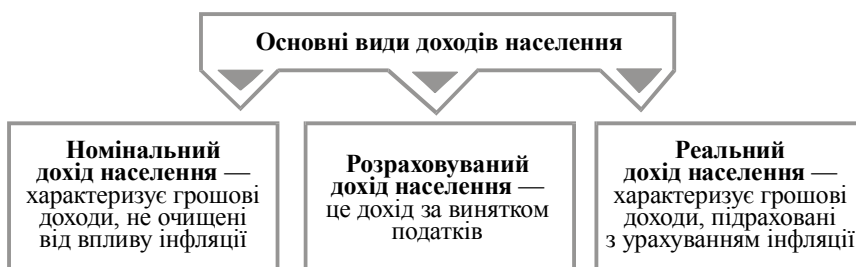 Основні види доходів населення
Номінальний
дохід населення —
характеризує грошові
доходи, не очищені
від впливу інфляції
Розраховуваний
дохід населення —
це дохід за винятком
податків
Реальний
дохід населення —
характеризує грошові
доходи, підраховані
з урахуванням інфляції